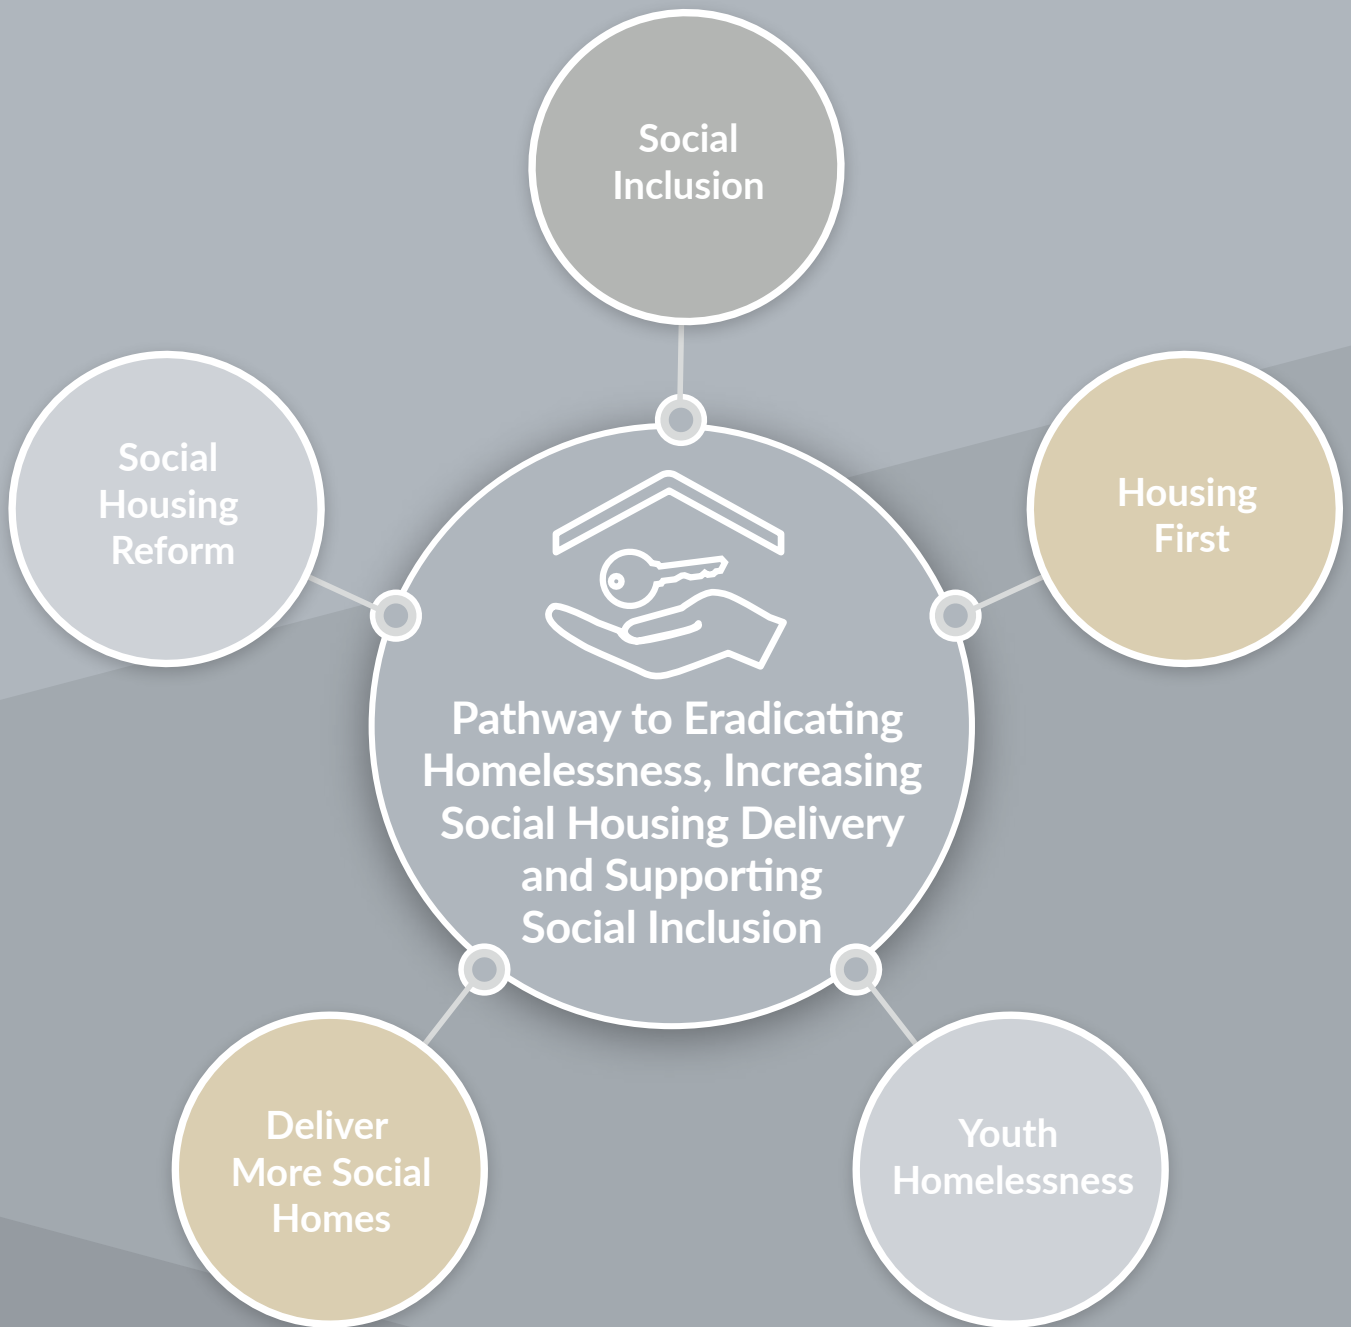 Social
Inclusion
Social
Housing
Reform
Housing
First
Pathway to Eradicating
Homelessness, Increasing
Social Housing Delivery
and Supporting
Social Inclusion
Deliver
More Social
Homes
Youth
Homelessness